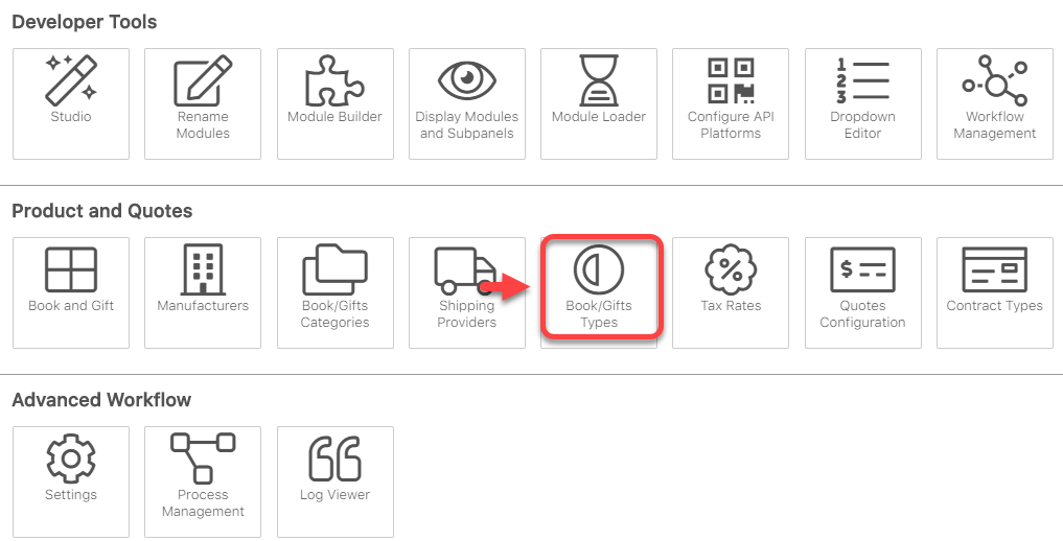 Developer Tools
Studio
Rename
Modules
Module Builder
Display Modules
and Subpanels
Module Loader
Configure API
Platforms
1
2
3
Dropdown
Editor
Workflow
Management
Product and Quotes
Book and Gift
Manufacturers
Book/Gifts
Categories
Shipping
Providers
Book/Gifts
Types
%
Tax Rates
$
Quotes
Configuration
Contract Types
Advanced Workflow
Settings
Process
Management
Log Viewer